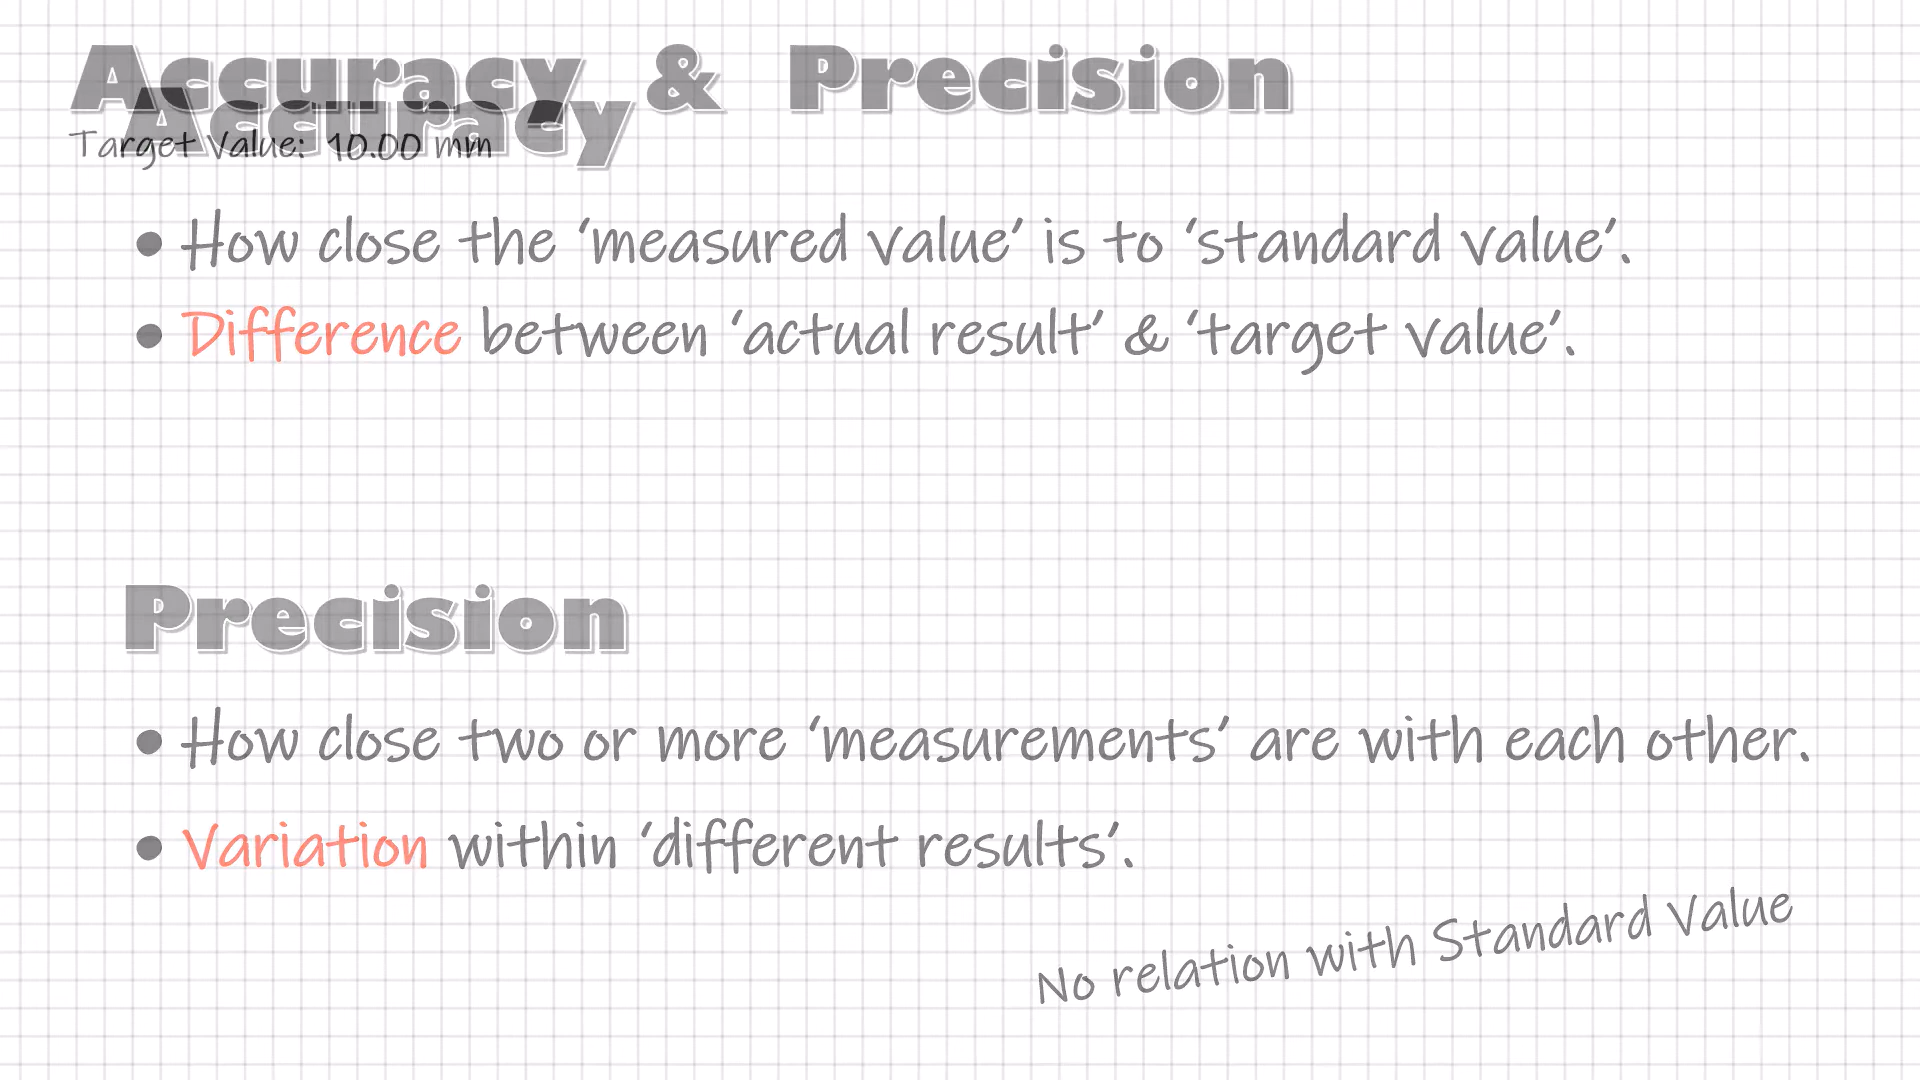 Accuracy & Precision
Accuracy
Target Value: 10.00 mm
• How close the ‘measured value’ is to ‘standard value’.
• Difference between ‘actual result’ & ‘target value’.
Precision
• How close two or more ‘measurements’ are with each other.
• Variation within ‘different results’.
No relation with Standard Value